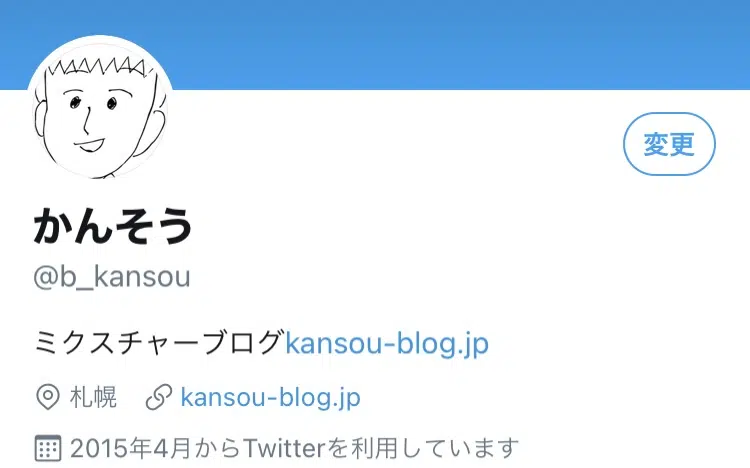 変更
かんそう
@b_kansou
ミクスチャーブログkansou-blog.jp
札幌 kansou-blog.jp
2015年4月からTwitterを利用しています